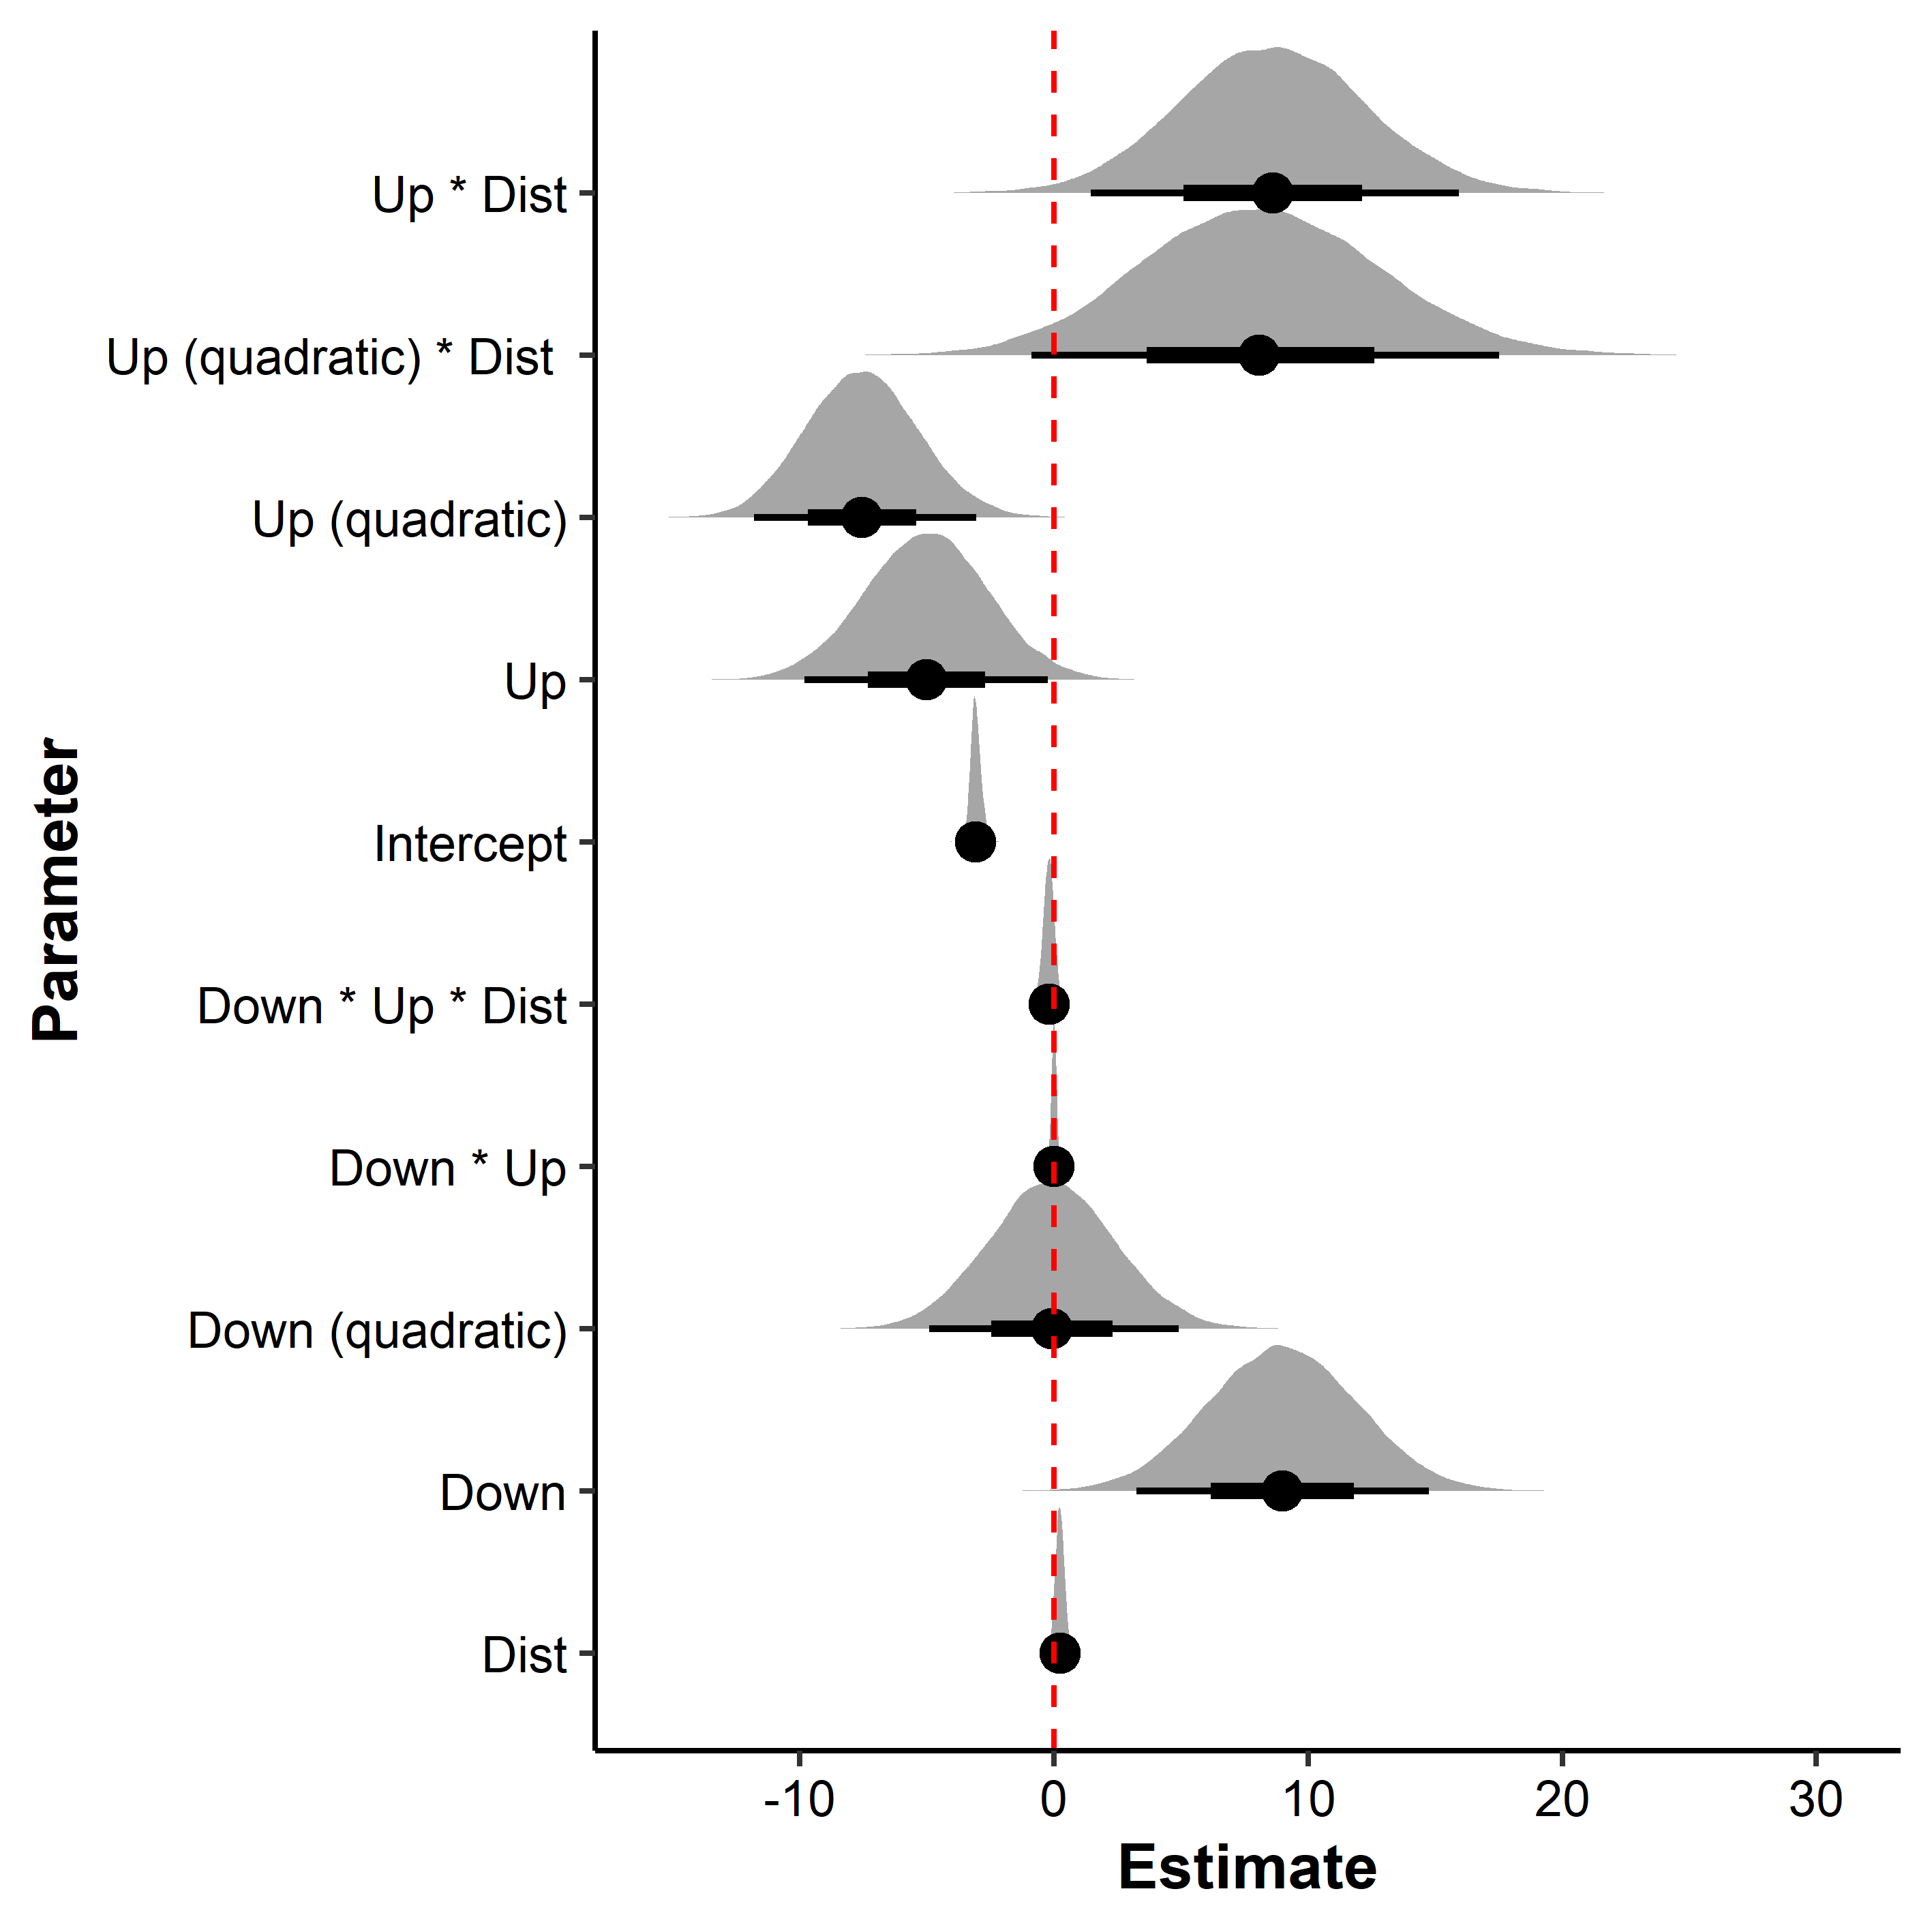 Up * Dist
Up (quadratic) * Dist
Up (quadratic)
Up
Intercept
Down * Up * Dist
Down * Up
Down (quadratic)
Down
Dist
Parameter
-10 0 10 20 30
Estimate